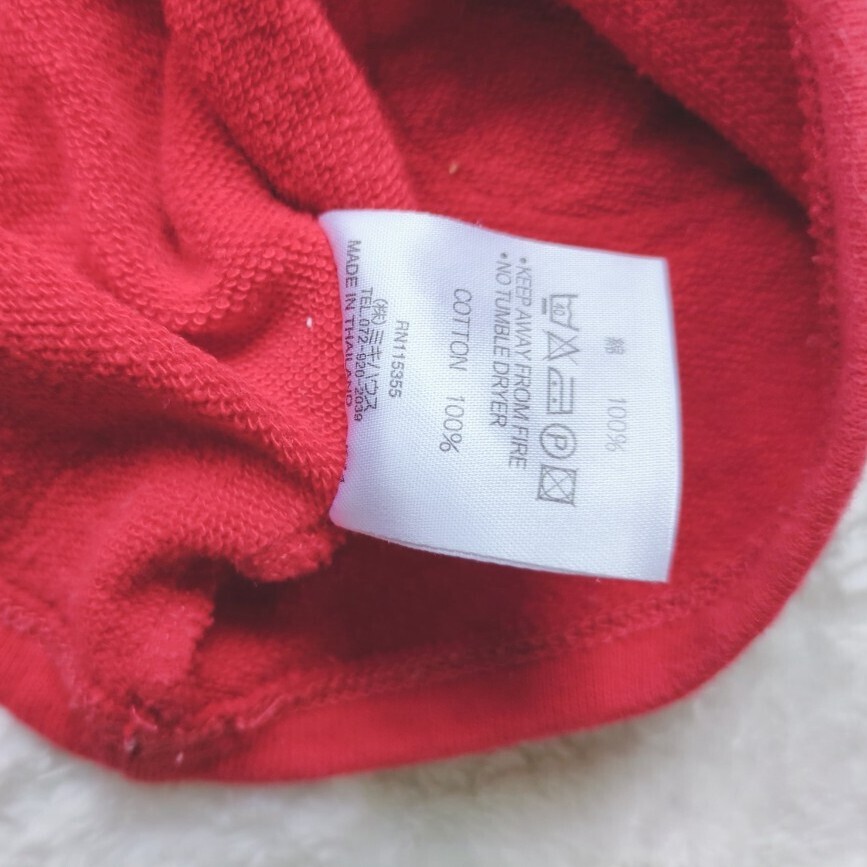 綿 100%
•KEEP AWAY FROM FIRE
•NO TUMBLE DRYER
COTTON 100%
RN115355
(株)ミキハウス
TEL.072-920-2039
MADE IN THAILAND